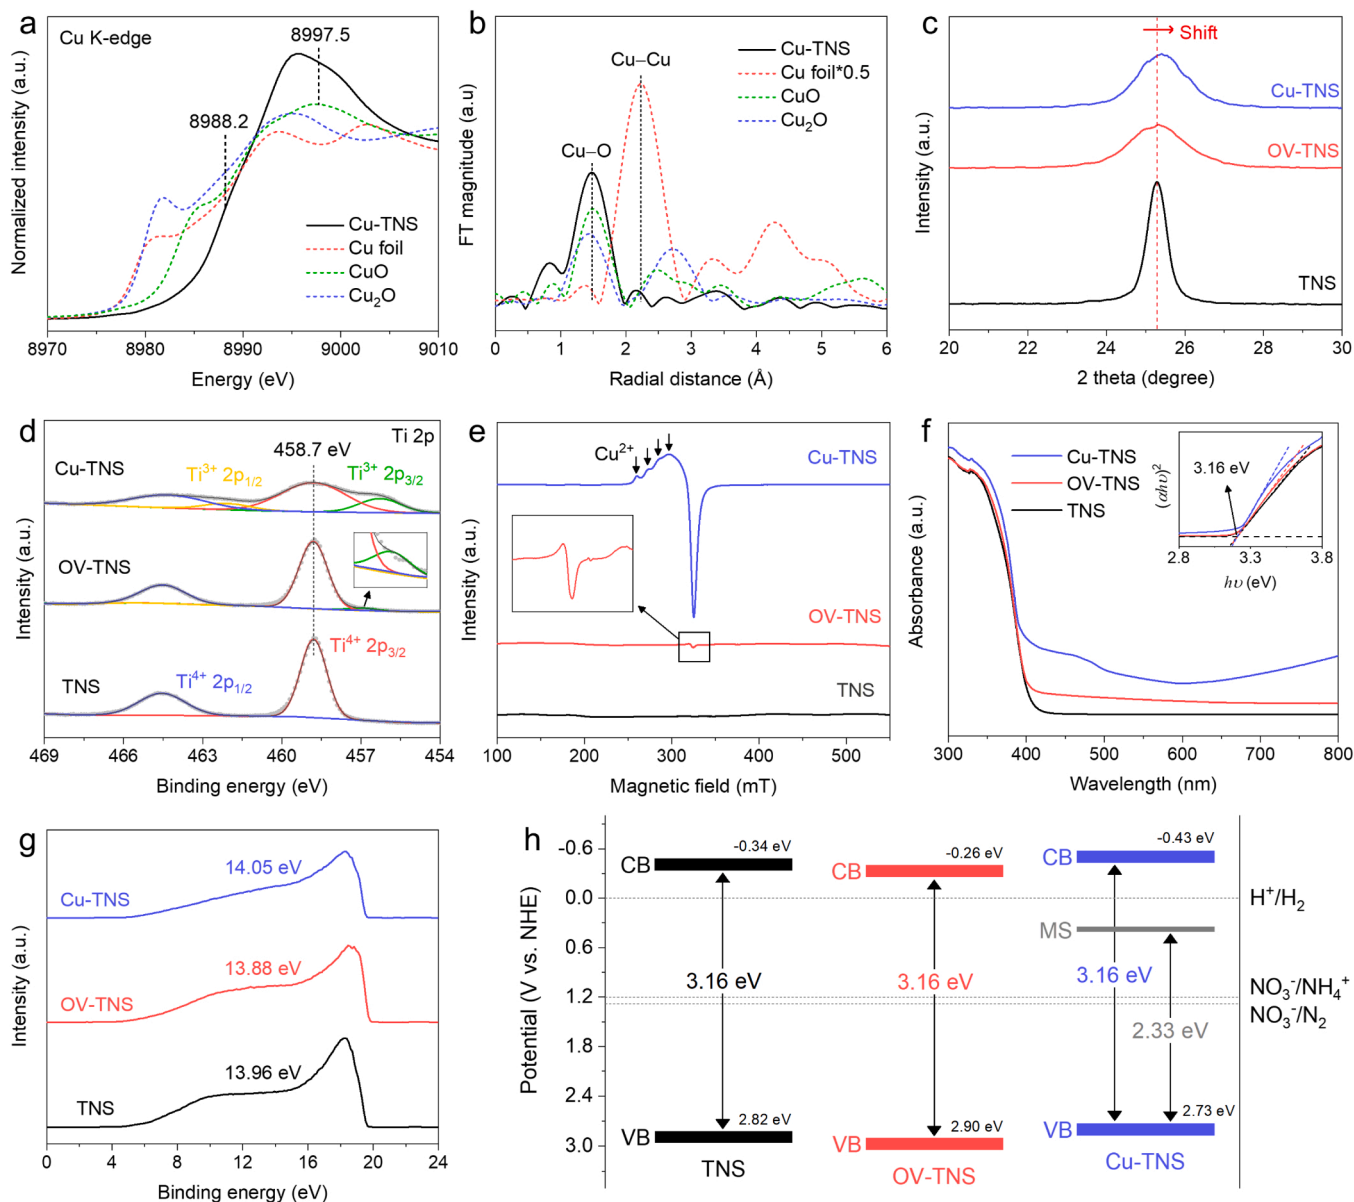 a
Cu K-edge
8997.5
8988.2
Cu-TNS
Cu foil
CuO
Cu₂O
Normalized intensity (a.u.)
8970 8980 8990 9000 9010
Energy (eV)
b
Cu-TNS
Cu foil*0.5
CuO
Cu₂O
Cu–Cu
Cu–O
FT magnitude (a.u)
0 1 2 3 4 5 6
Radial distance (Å)
c
Shift
Cu-TNS
OV-TNS
TNS
Intensity (a.u.)
20 22 24 26 28 30
2 theta (degree)
d
Ti 2p
458.7 eV
Cu-TNS
Ti³⁺ 2p₁/₂
Ti³⁺ 2p₃/₂
OV-TNS
Ti⁴⁺ 2p₃/₂
Ti⁴⁺ 2p₁/₂
TNS
Intensity (a.u.)
469 466 463 460 457 454
Binding energy (eV)
e
Cu²⁺
Cu-TNS
OV-TNS
TNS
Intensity (a.u.)
100 200 300 400 500
Magnetic field (mT)
f
Cu-TNS
OV-TNS
TNS
3.16 eV
(αhυ)²
2.8 3.3 3.8
hυ (eV)
Absorbance (a.u.)
300 400 500 600 700 800
Wavelength (nm)
g
14.05 eV
Cu-TNS
13.88 eV
OV-TNS
13.96 eV
TNS
Intensity (a.u.)
0 4 8 12 16 20 24
Binding energy (eV)
h
Potential (V vs. NHE)
-0.6
0.0
0.6
1.2
1.8
2.4
3.0
CB
-0.34 eV
3.16 eV
VB
2.82 eV
TNS
CB
-0.26 eV
3.16 eV
VB
2.90 eV
OV-TNS
CB
-0.43 eV
MS
3.16 eV
2.33 eV
VB
2.73 eV
Cu-TNS
H⁺/H₂
NO₃⁻/NH₄⁺
NO₃⁻/N₂